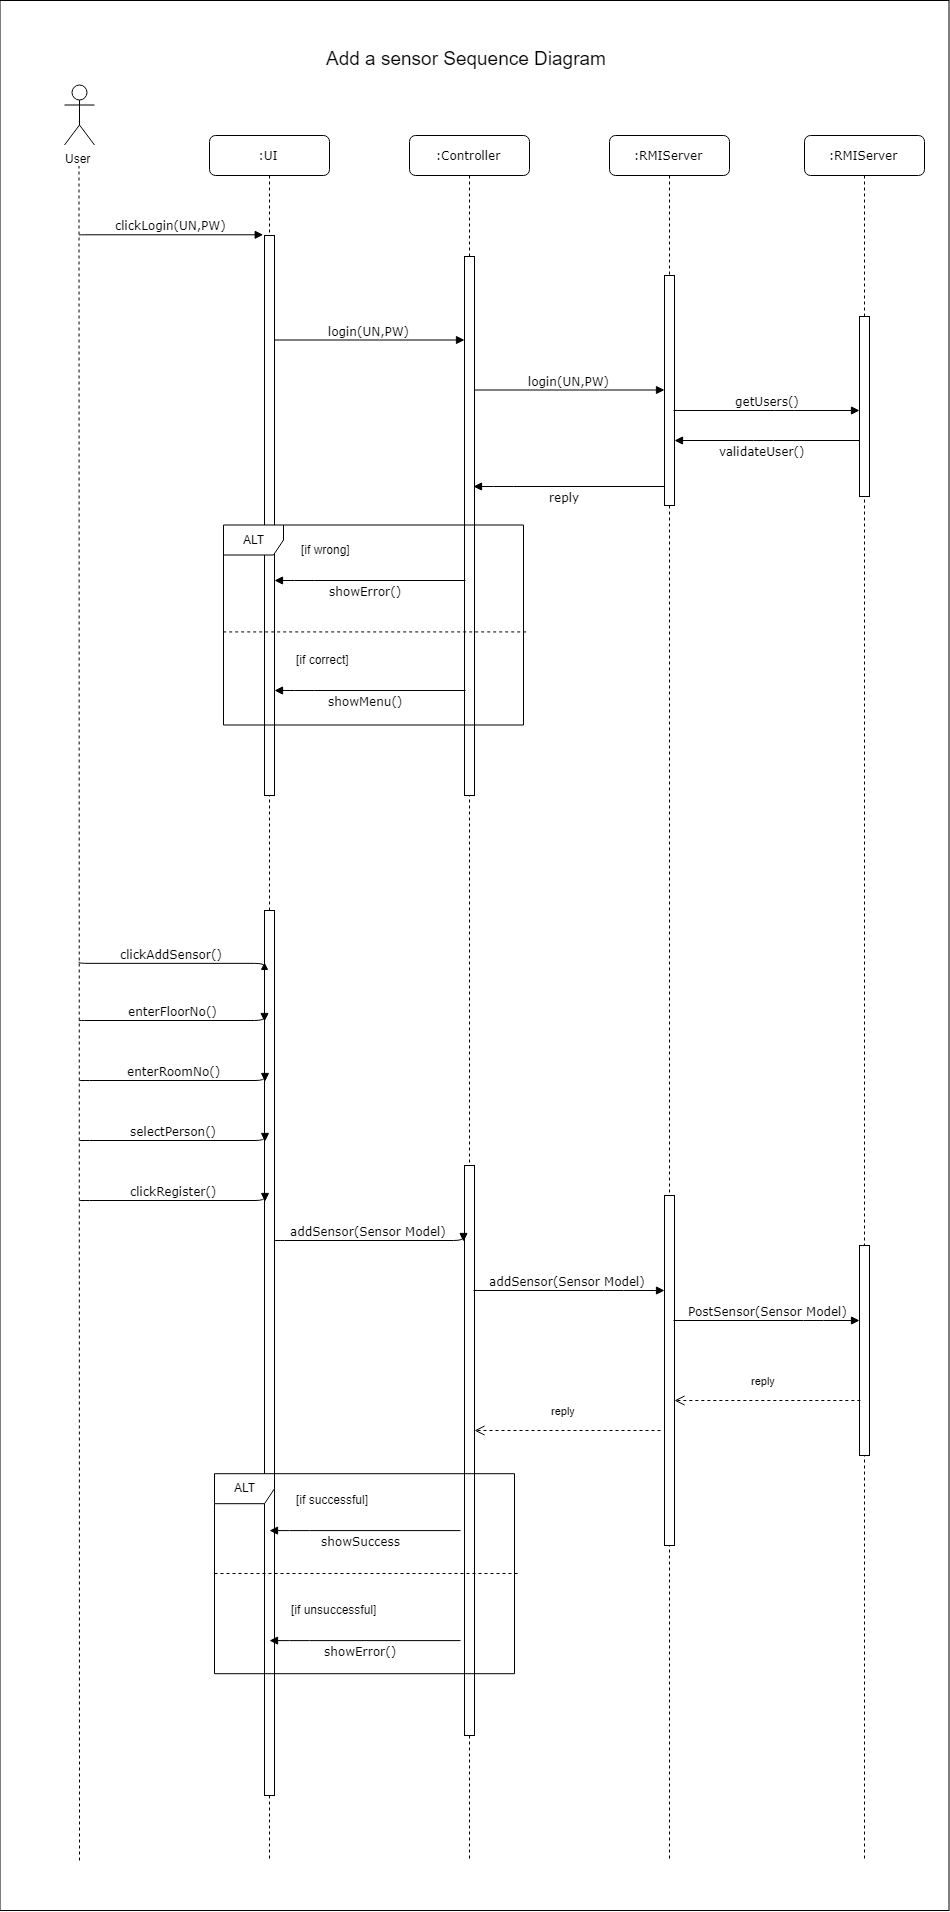 Add a sensor Sequence Diagram
User
:UI
:Controller
:RMIServer
:RMIServer
clickLogin(UN,PW)
login(UN,PW)
login(UN,PW)
getUsers()
validateUser()
reply
ALT
[if wrong]
showError()
[if correct]
showMenu()
clickAddSensor()
enterFloorNo()
enterRoomNo()
selectPerson()
clickRegister()
addSensor(Sensor Model)
addSensor(Sensor Model)
PostSensor(Sensor Model)
reply
reply
ALT
[if successful]
showSuccess
[if unsuccessful]
showError()